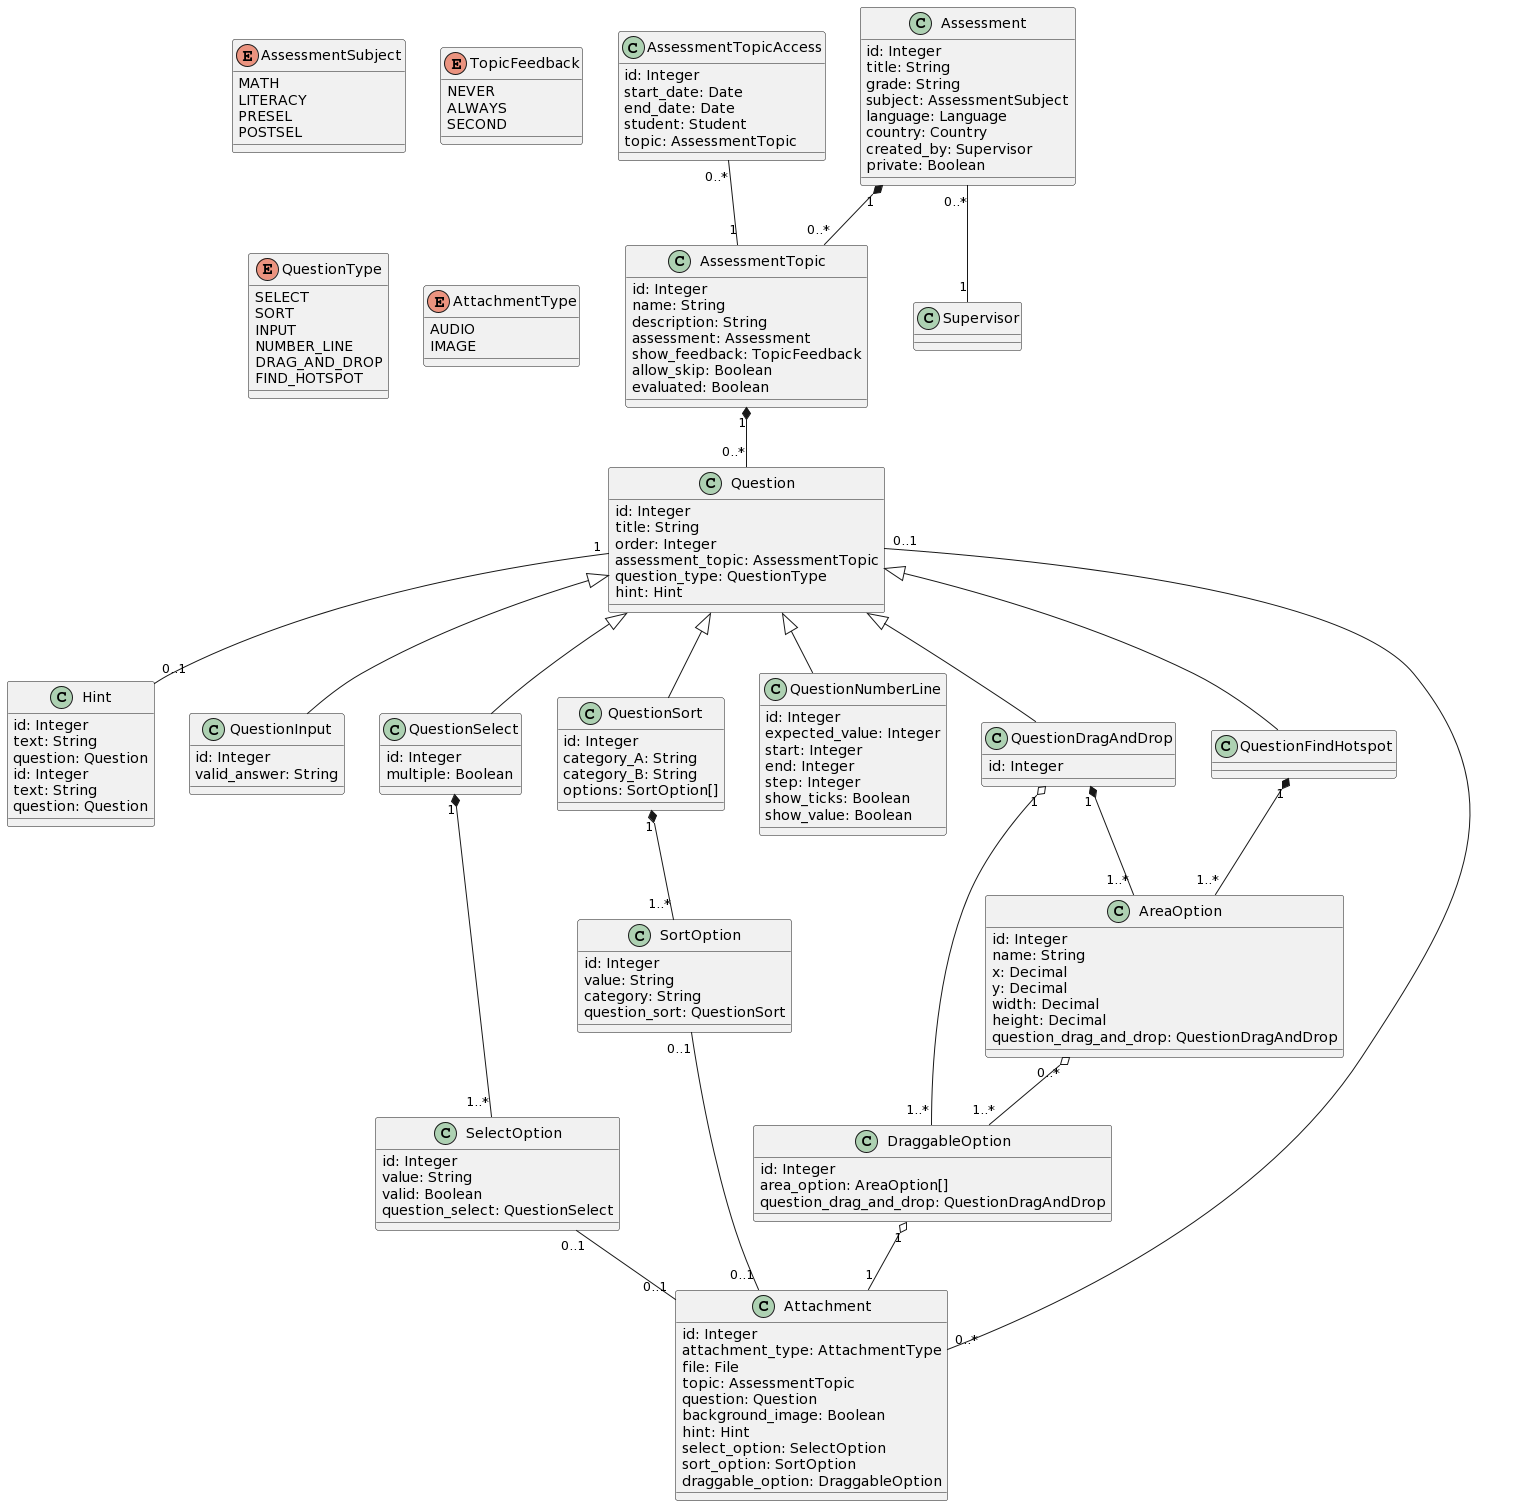 E AssessmentSubject
MATH
LITERACY
PRESEL
POSTSEL
E TopicFeedback
NEVER
ALWAYS
SECOND
C AssessmentTopicAccess
id: Integer
start_date: Date
end_date: Date
student: Student
topic: AssessmentTopic
C Assessment
id: Integer
title: String
grade: String
subject: AssessmentSubject
language: Language
country: Country
created_by: Supervisor
private: Boolean
0..*
1
1
0..*
0..*
1
E QuestionType
SELECT
SORT
INPUT
NUMBER_LINE
DRAG_AND_DROP
FIND_HOTSPOT
E AttachmentType
AUDIO
IMAGE
C AssessmentTopic
id: Integer
name: String
description: String
assessment: Assessment
show_feedback: TopicFeedback
allow_skip: Boolean
evaluated: Boolean
C Supervisor
1
0..*
C Question
id: Integer
title: String
order: Integer
assessment_topic: AssessmentTopic
question_type: QuestionType
hint: Hint
1
0..1
0..1
C Hint
id: Integer
text: String
question: Question
id: Integer
text: String
question: Question
C QuestionInput
id: Integer
valid_answer: String
C QuestionSelect
id: Integer
multiple: Boolean
C QuestionSort
id: Integer
category_A: String
category_B: String
options: SortOption[]
C QuestionNumberLine
id: Integer
expected_value: Integer
start: Integer
end: Integer
step: Integer
show_ticks: Boolean
show_value: Boolean
C QuestionDragAndDrop
id: Integer
C QuestionFindHotspot
1
1
1
1
1
1..*
1..*
1..*
C SortOption
id: Integer
value: String
category: String
question_sort: QuestionSort
C AreaOption
id: Integer
name: String
x: Decimal
y: Decimal
width: Decimal
height: Decimal
question_drag_and_drop: QuestionDragAndDrop
0..1
0..*
1..*
1..*
1..*
C SelectOption
id: Integer
value: String
valid: Boolean
question_select: QuestionSelect
C DraggableOption
id: Integer
area_option: AreaOption[]
question_drag_and_drop: QuestionDragAndDrop
0..1
1
0..1
0..1
1
0..*
C Attachment
id: Integer
attachment_type: AttachmentType
file: File
topic: AssessmentTopic
question: Question
background_image: Boolean
hint: Hint
select_option: SelectOption
sort_option: SortOption
draggable_option: DraggableOption